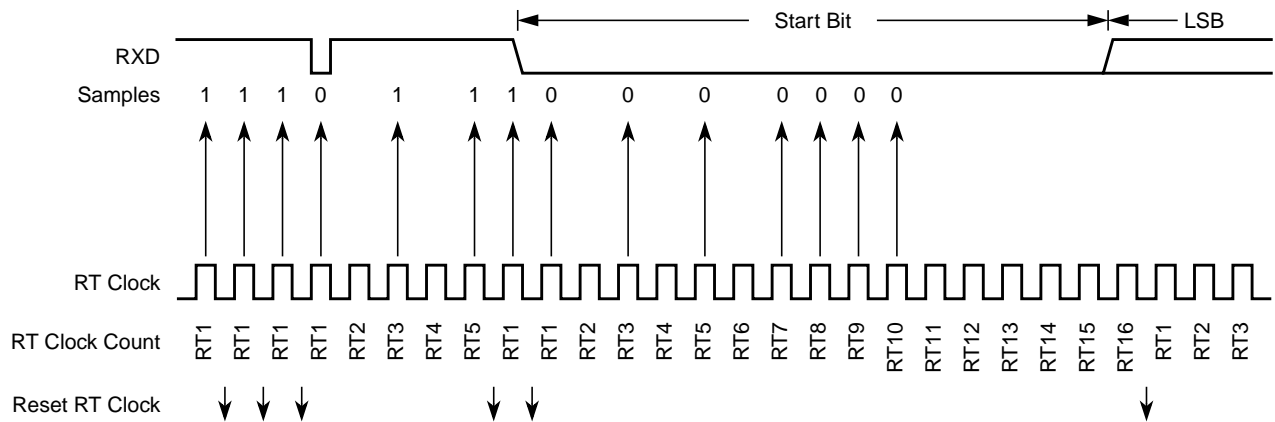 Start Bit LSB
RXD
Samples 1 1 1 0 1 1 1 0 0 0 0 0 0 0
RT Clock
RT Clock Count RT1 RT1 RT1 RT1 RT2 RT3 RT4 RT5 RT1 RT1 RT2 RT3 RT4 RT5 RT6 RT7 RT8 RT9 RT10 RT11 RT12 RT13 RT14 RT15 RT16 RT1 RT2 RT3
Reset RT Clock